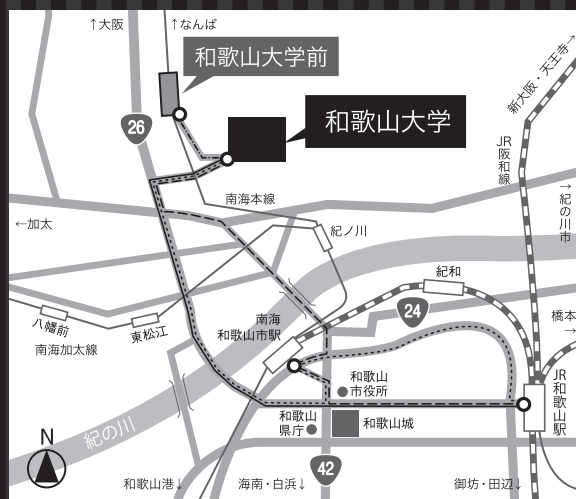 ↑大阪
↑なんば
和歌山大学前
新大阪・天王寺→
26
和歌山大学
JR
阪和線
→紀の川市
南海本線
←加太
紀ノ川
紀和
24
八幡前
東松江
南海加太線
南海
和歌山市駅
橋本→
和歌山
市役所
JR
和歌山駅
和歌山
県庁
和歌山城
紀の川
N
42
和歌山港↓
海南・白浜↓
御坊・田辺↓